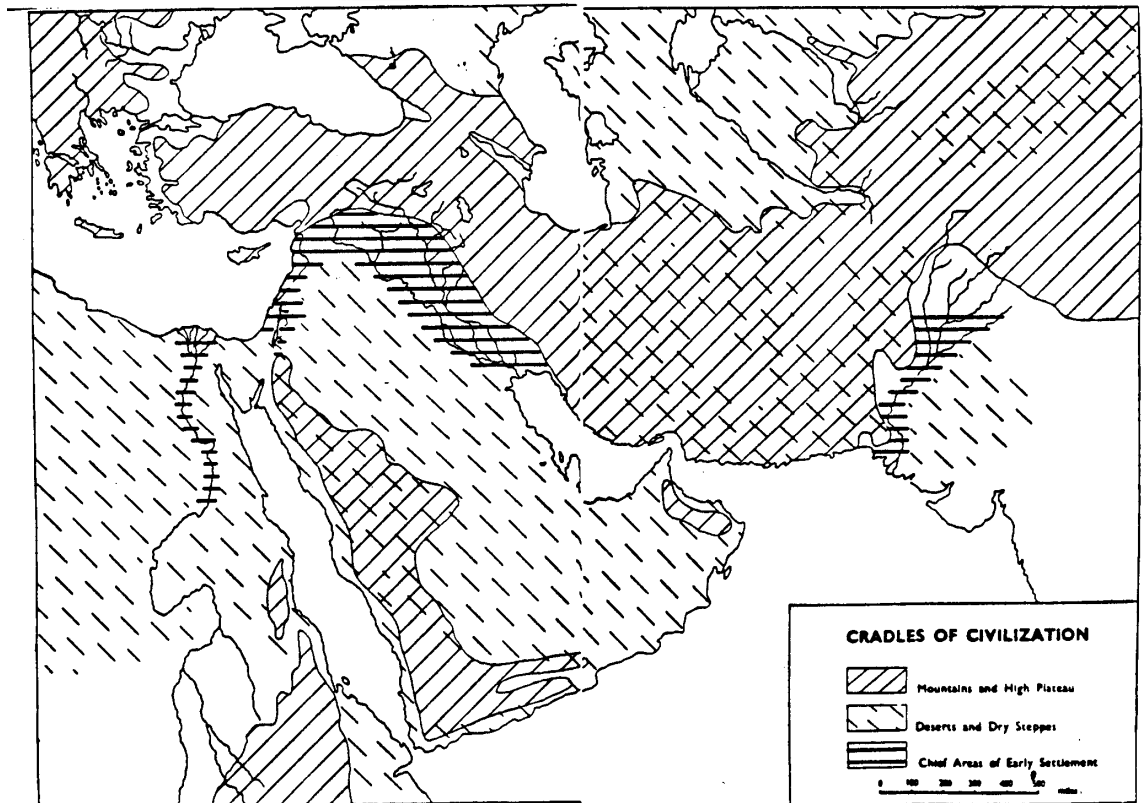 CRADLES OF CIVILIZATION
Mountains and High Plateau
Deserts and Dry Steppes
Chief Areas of Early Settlement
0 100 200 300 400 500
miles